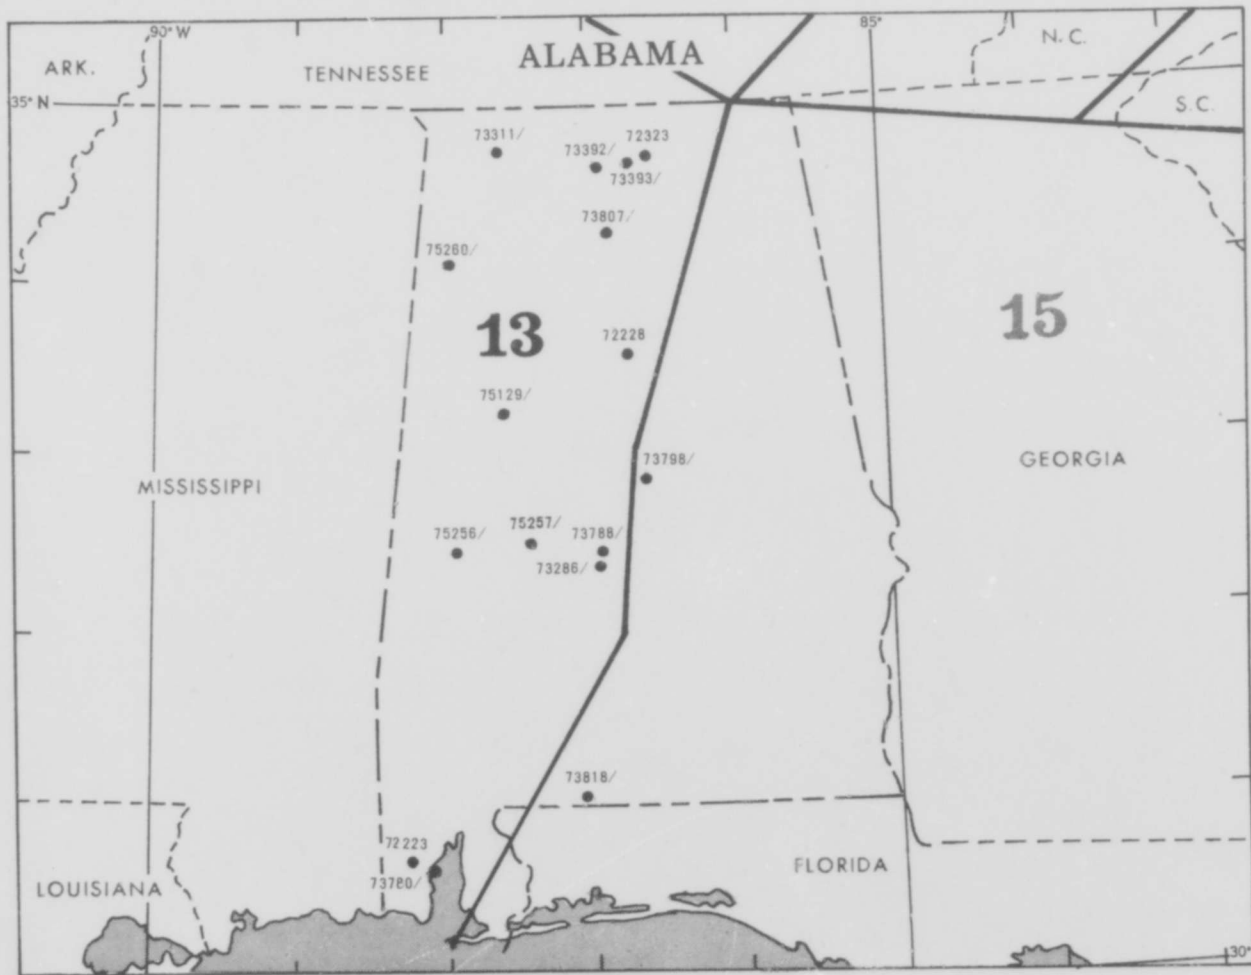 90° W
85°
N.C.
ARK.
TENNESSEE
ALABAMA
35° N
S.C.
73311/
73392/
72323
73393/
73807/
75260/
13
15
72228
75129/
73798/
GEORGIA
MISSISSIPPI
75256/
75257/
73788/
73286/
73818/
72223
73780/
FLORIDA
LOUISIANA
30°